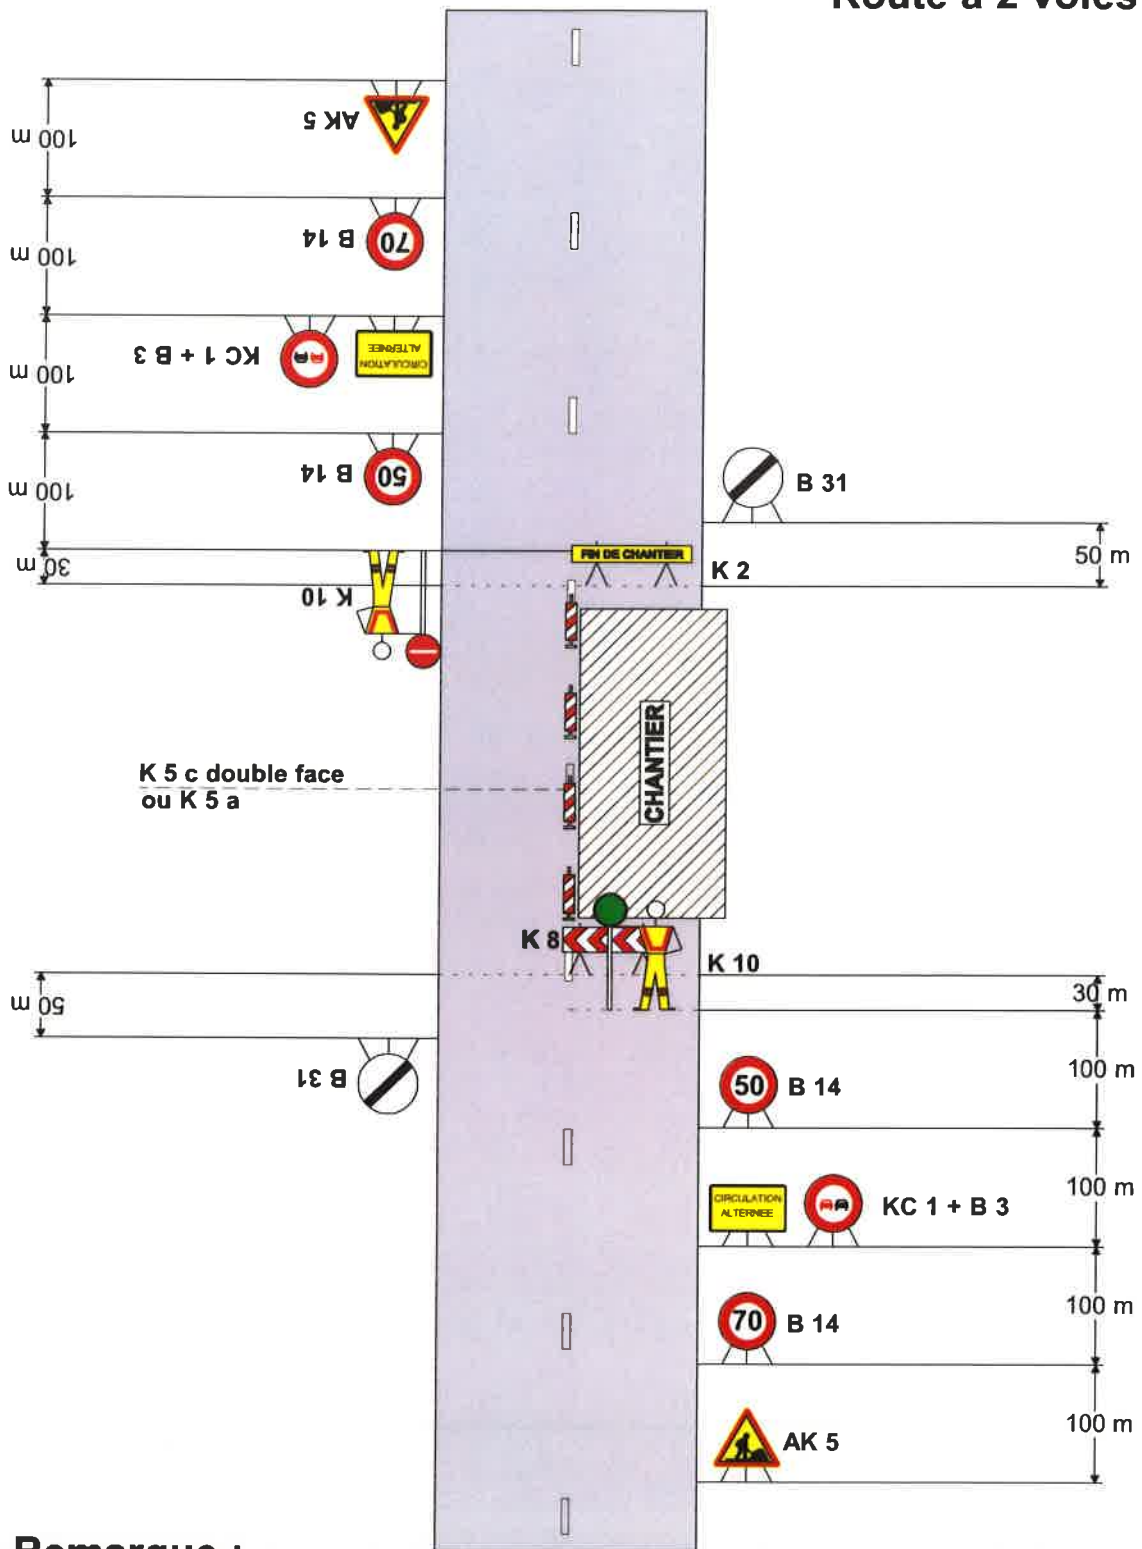 Route à 2 voies
100 m
AK 5
100 m
B 14
70
100 m
KC 1 + B 3
CIRCULATION
ALTERNEE
100 m
B 14
50
B 31
30 m
FIN DE CHANTIER
50 m
K 2
K 10
CHANTIER
K 5 c double face
ou K 5 a
K 8
K 10
50 m
30 m
B 31
50
B 14
100 m
CIRCULATION
ALTERNEE
KC 1 + B 3
100 m
70
B 14
100 m
AK 5
100 m
Remarque :